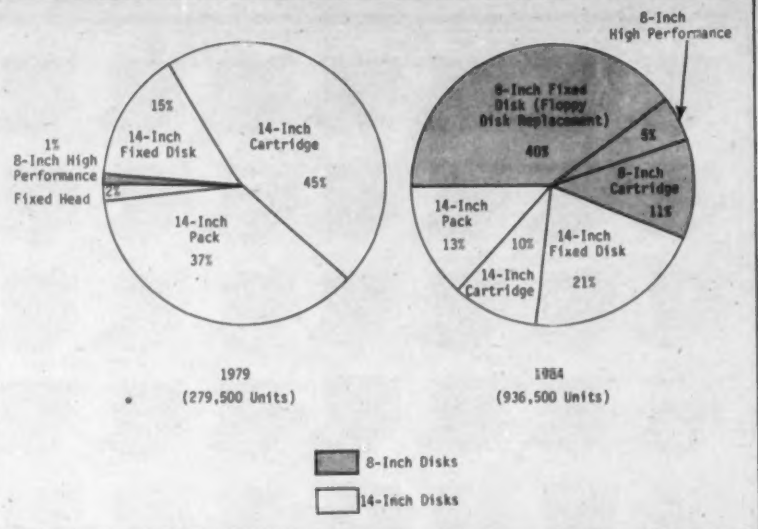 15%
14-Inch
Fixed Disk
14-Inch
Cartridge
45%
1%
8-Inch High
Performance
Fixed Head
2%
14-Inch
Pack
37%
1979
(279,500 Units)
8-Inch
High Performance
8-Inch Fixed
Disk (Floppy
Disk Replacement)
40%
5%
8-Inch
Cartridge
11%
14-Inch
Pack
13%
10%
14-Inch
Cartridge
14-Inch
Fixed Disk
21%
1984
(936,500 Units)
8-Inch Disks
14-Inch Disks